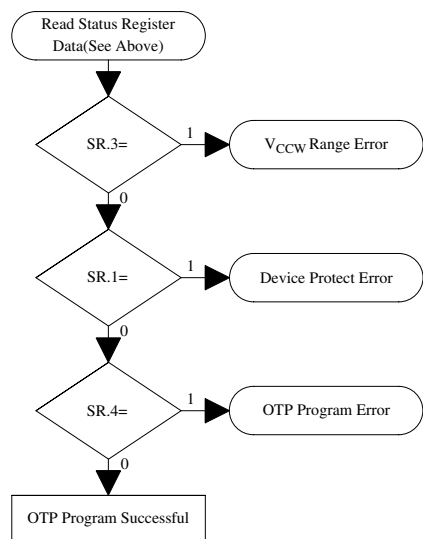 Read Status Register
Data(See Above)
SR.3=
1
VCCW Range Error
0
SR.1=
1
Device Protect Error
0
SR.4=
1
OTP Program Error
0
OTP Program Successful